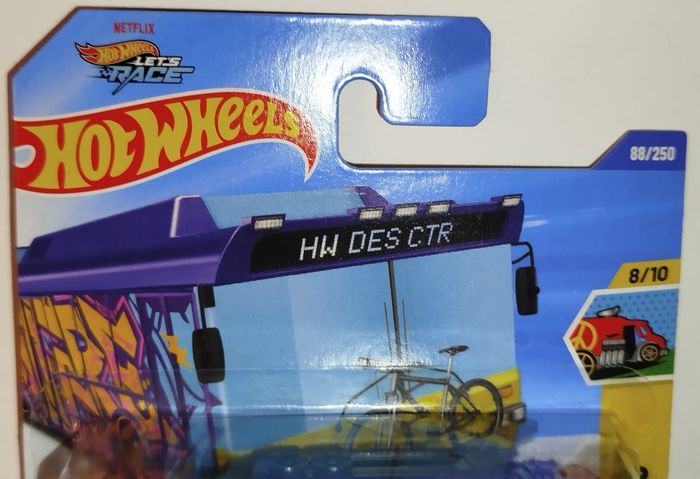 NETFLIX
HOT WHEELS
LET'S
RACE
HOT WHEELS
88/250
HW DES CTR
8/10